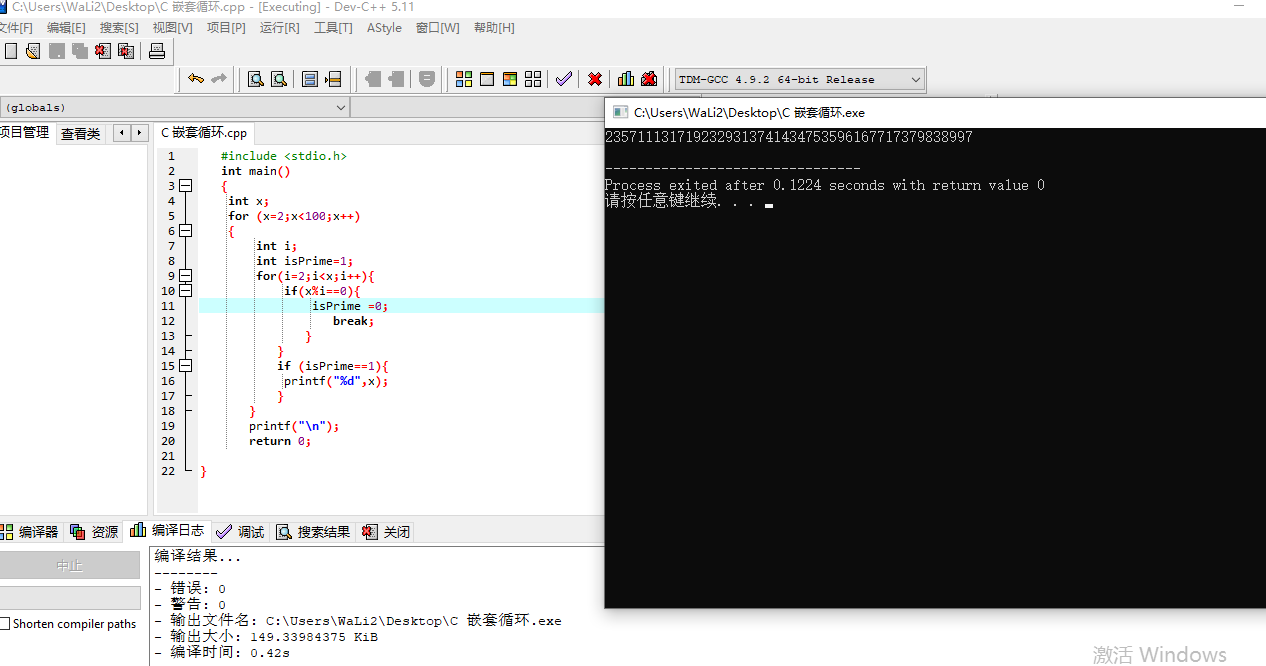 C:\Users\WaLi2\Desktop\C 嵌套循环.cpp - [Executing] - Dev-C++ 5.11
文件[F] 编辑[E] 搜索[S] 视图[V] 项目[P] 运行[R] 工具[T] AStyle 窗口[W] 帮助[H]
TDM-GCC 4.9.2 64-bit Release
(globals)
项目管理 查看类
C 嵌套循环.cpp
1 #include <stdio.h>
2 int main()
3 {
4 int x;
5 for (x=2;x<100;x++)
6 {
7 int i;
8 int isPrime=1;
9 for(i=2;i<x;i++){
10 if(x%i==0){
11 isPrime =0;
12 break;
13 }
14 }
15 if (isPrime==1){
16 printf("%d",x);
17 }
18 }
19 printf("\n");
20 return 0;
21
22 }
C:\Users\WaLi2\Desktop\C 嵌套循环.exe
2357111317192329313741434753596167717379838997
--------------------------------
Process exited after 0.1224 seconds with return value 0
请按任意键继续. . .
编译器 资源 编译日志 调试 搜索结果 关闭
中止
Shorten compiler paths
编译结果...
--------
- 错误: 0
- 警告: 0
- 输出文件名: C:\Users\WaLi2\Desktop\C 嵌套循环.exe
- 输出大小: 149.33984375 KiB
- 编译时间: 0.42s
激活 Windows